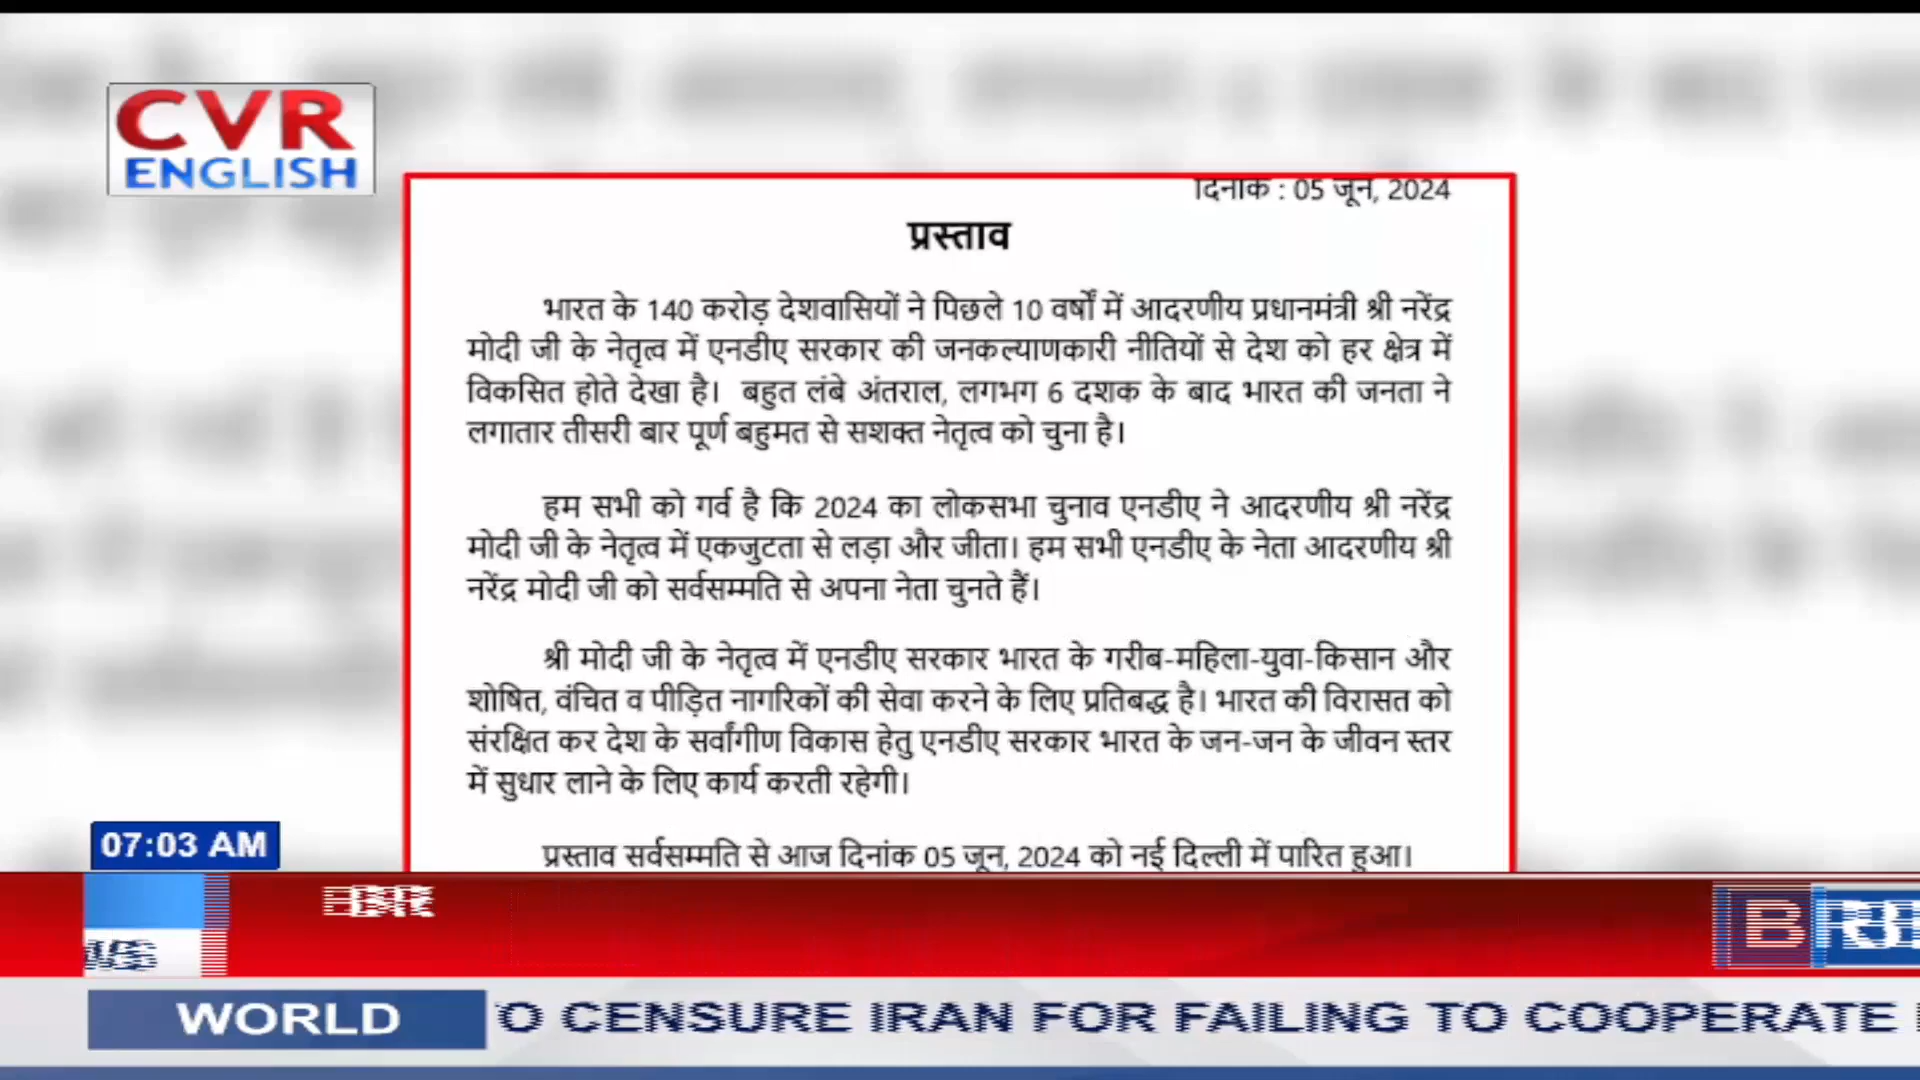 CVR
ENGLISH
दिनांक : 05 जून, 2024
प्रस्ताव
भारत के 140 करोड़ देशवासियों ने पिछले 10 वर्षों में आदरणीय प्रधानमंत्री श्री नरेंद्र
मोदी जी के नेतृत्व में एनडीए सरकार की जनकल्याणकारी नीतियों से देश को हर क्षेत्र में
विकसित होते देखा है। बहुत लंबे अंतराल, लगभग 6 दशक के बाद भारत की जनता ने
लगातार तीसरी बार पूर्ण बहुमत से सशक्त नेतृत्व को चुना है।
हम सभी को गर्व है कि 2024 का लोकसभा चुनाव एनडीए ने आदरणीय श्री नरेंद्र
मोदी जी के नेतृत्व में एकजुटता से लड़ा और जीता। हम सभी एनडीए के नेता आदरणीय श्री
नरेंद्र मोदी जी को सर्वसम्मति से अपना नेता चुनते हैं।
श्री मोदी जी के नेतृत्व में एनडीए सरकार भारत के गरीब-महिला-युवा-किसान और
शोषित, वंचित व पीड़ित नागरिकों की सेवा करने के लिए प्रतिबद्ध है। भारत की विरासत को
संरक्षित कर देश के सर्वांगीण विकास हेतु एनडीए सरकार भारत के जन-जन के जीवन स्तर
में सुधार लाने के लिए कार्य करती रहेगी।
प्रस्ताव सर्वसम्मति से आज दिनांक 05 जून, 2024 को नई दिल्ली में पारित हुआ।
07:03 AM
WORLD
TO CENSURE IRAN FOR FAILING TO COOPERATE